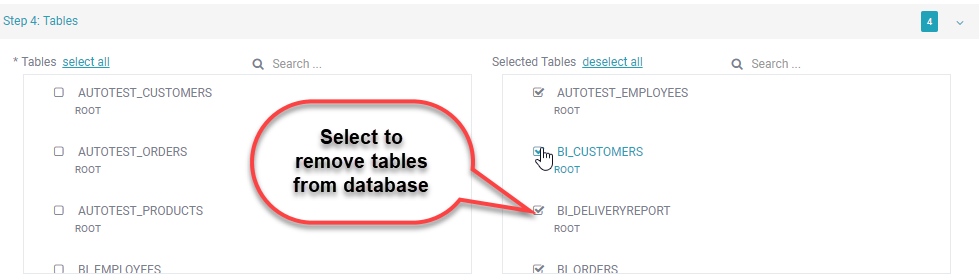 Step 4: Tables
4
* Tables select all
Search ...
AUTOTEST_CUSTOMERS
ROOT
AUTOTEST_ORDERS
ROOT
AUTOTEST_PRODUCTS
ROOT
BI_EMPLOYEES
Select to
remove tables
from database
Selected Tables deselect all
Search ...
AUTOTEST_EMPLOYEES
ROOT
BI_CUSTOMERS
ROOT
BI_DELIVERYREPORT
ROOT
BI_ORDERS